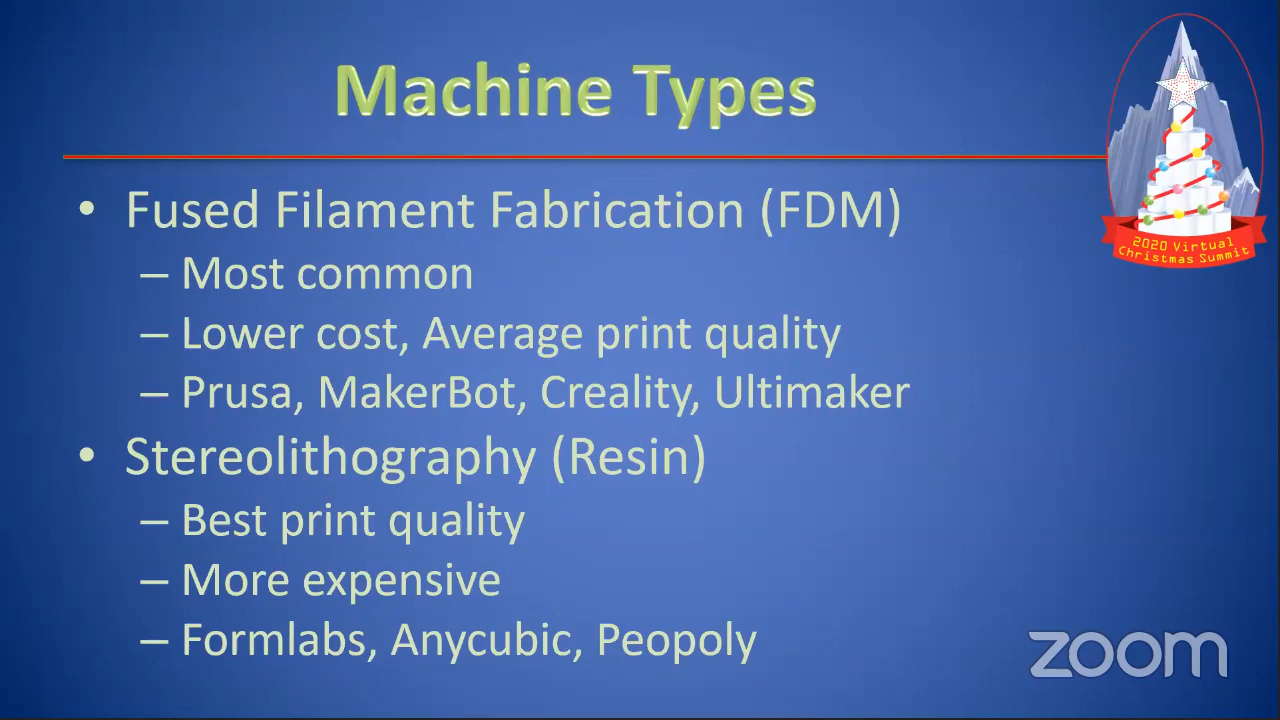 Machine Types
• Fused Filament Fabrication (FDM)
– Most common
– Lower cost, Average print quality
– Prusa, MakerBot, Creality, Ultimaker
• Stereolithography (Resin)
– Best print quality
– More expensive
– Formlabs, Anycubic, Peopoly
2020 Virtual
Christmas Summit
zoom